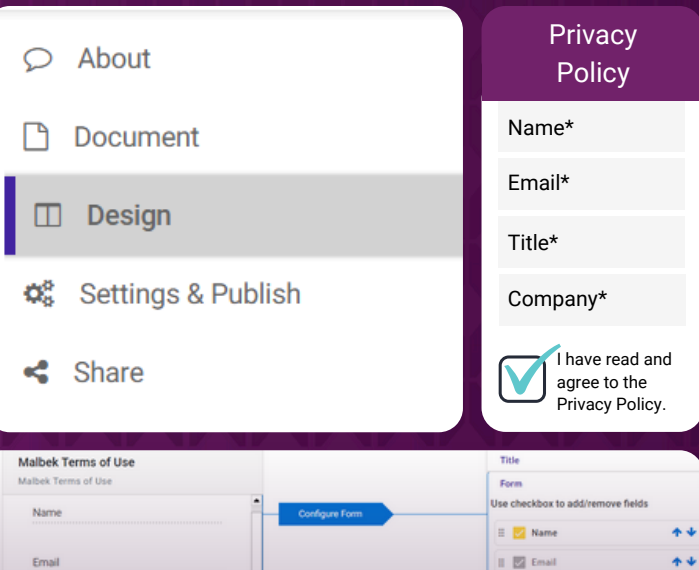 About
Document
Design
Settings & Publish
Share
Privacy
Policy
Name*
Email*
Title*
Company*
I have read and
agree to the
Privacy Policy.
Malbek Terms of Use
Malbek Terms of Use
Name
Email
Configure Form
Title
Form
Use checkbox to add/remove fields
Name
Email